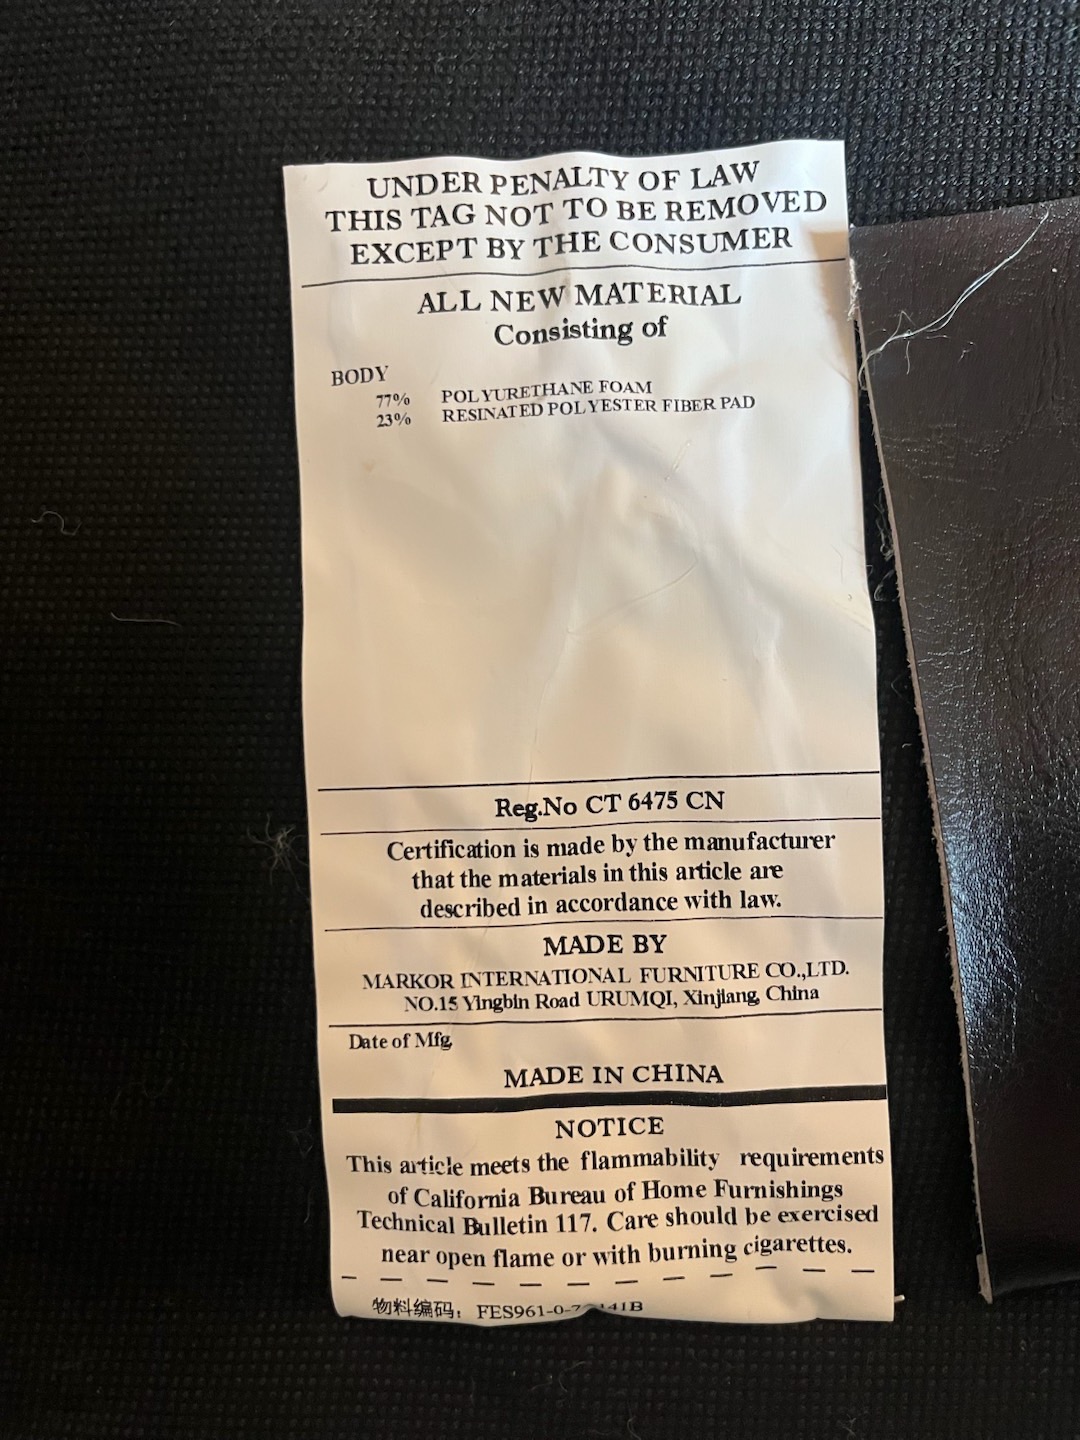 UNDER PENALTY OF LAW
THIS TAG NOT TO BE REMOVED
EXCEPT BY THE CONSUMER
ALL NEW MATERIAL
Consisting of
BODY
77% POLYURETHANE FOAM
23% RESINATED POLYESTER FIBER PAD
Reg.No CT 6475 CN
Certification is made by the manufacturer
that the materials in this article are
described in accordance with law.
MADE BY
MARKOR INTERNATIONAL FURNITURE CO.,LTD.
NO.15 Yingbin Road URUMQI, Xinjiang, China
Date of Mfg.
MADE IN CHINA
NOTICE
This article meets the flammability requirements
of California Bureau of Home Furnishings
Technical Bulletin 117. Care should be exercised
near open flame or with burning cigarettes.
物料编码: